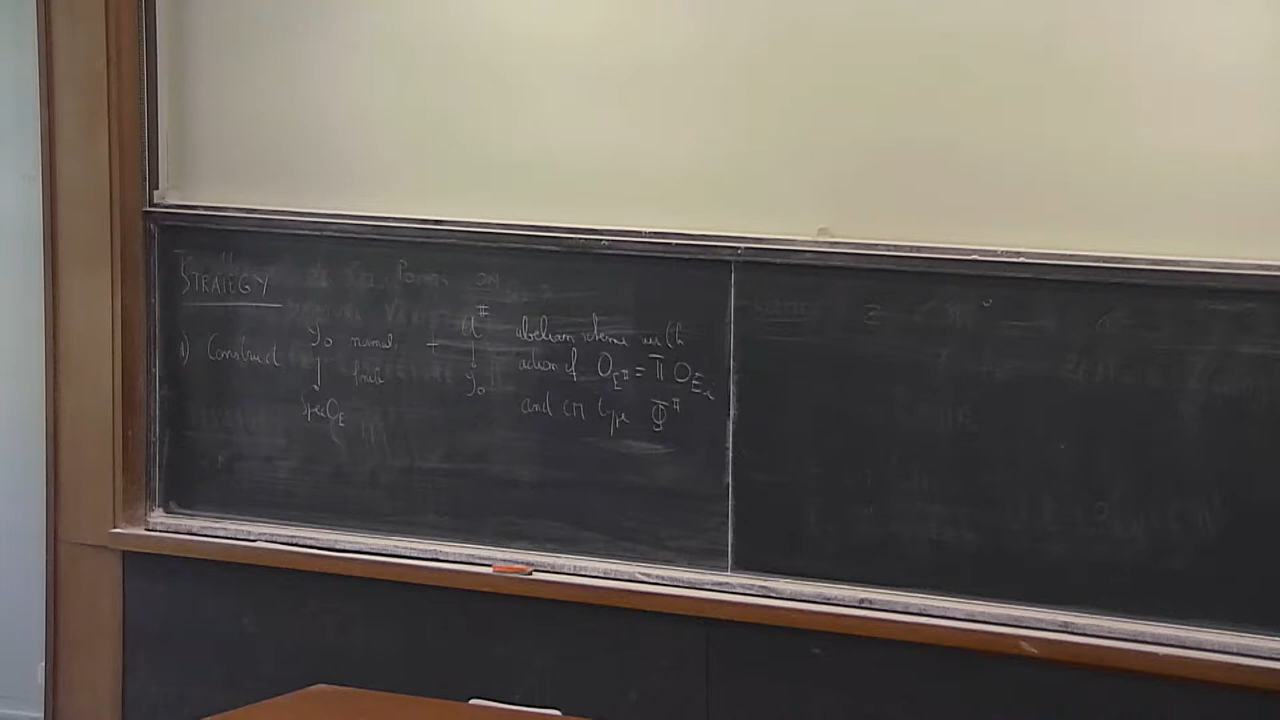 STRATEGY
1) Construct Y₀ normal + 𝒜^♯ abelian scheme with
↓ finite ↓ action of O_{E^♯} = ∏ O_{E_i}
Spec O_E Y₀ and CM type Φ^♯